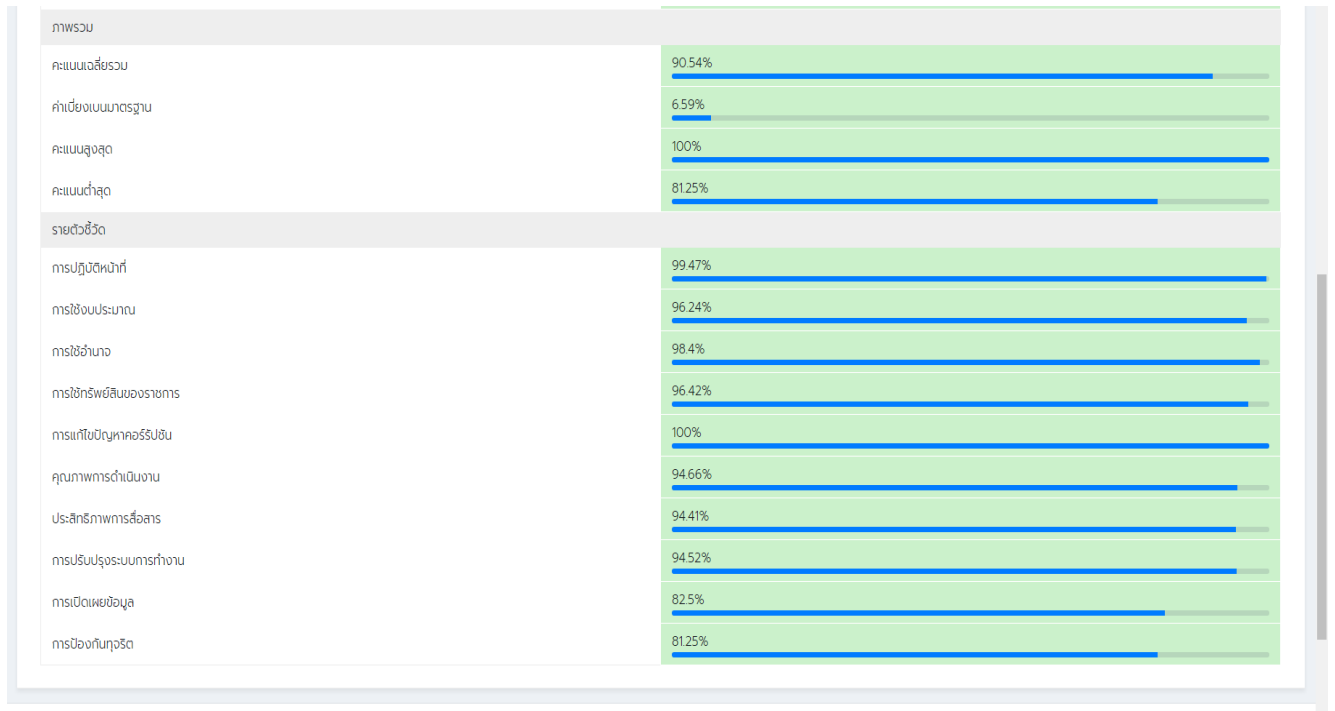 ภาพรวม
คะแนนเฉลี่ยรวม 90.54%
ค่าเบี่ยงเบนมาตรฐาน 6.59%
คะแนนสูงสุด 100%
คะแนนต่ำสุด 81.25%
รายตัวชี้วัด
การปฏิบัติหน้าที่ 99.47%
การใช้งบประมาณ 96.24%
การใช้อำนาจ 98.4%
การใช้ทรัพย์สินของราชการ 96.42%
การแก้ไขปัญหาคอร์รัปชัน 100%
คุณภาพการดำเนินงาน 94.66%
ประสิทธิภาพการสื่อสาร 94.41%
การปรับปรุงระบบการทำงาน 94.52%
การเปิดเผยข้อมูล 82.5%
การป้องกันทุจริต 81.25%